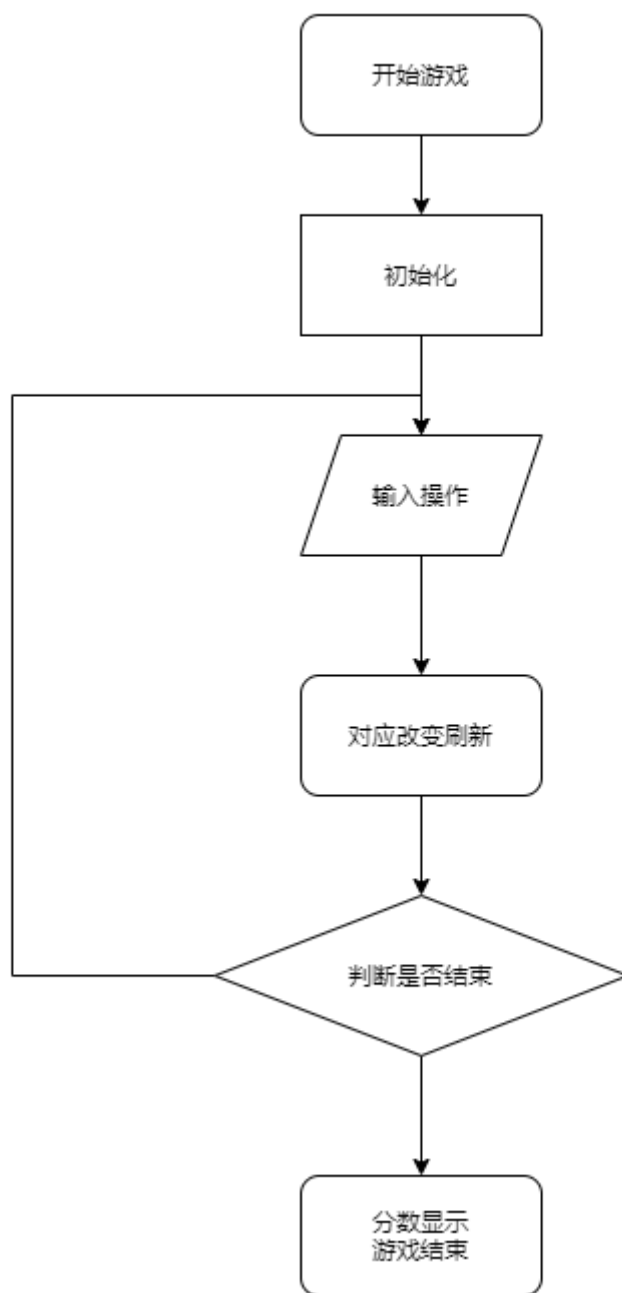 开始游戏
初始化
输入操作
对应改变刷新
判断是否结束
分数显示
游戏结束